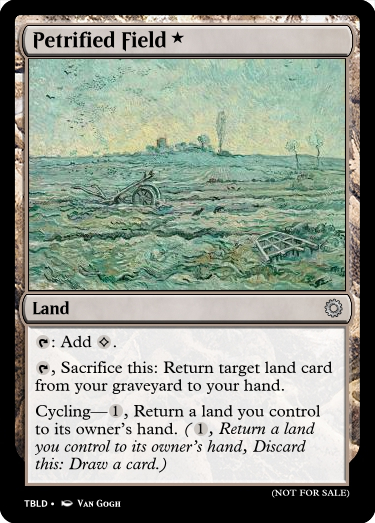 Petrified Field ★
Land
: Add .
, Sacrifice this: Return target land card
from your graveyard to your hand.
Cycling—1, Return a land you control
to its owner's hand. (1, Return a land
you control to its owner's hand, Discard
this: Draw a card.)
(NOT FOR SALE)
TBLD • VAN GOGH